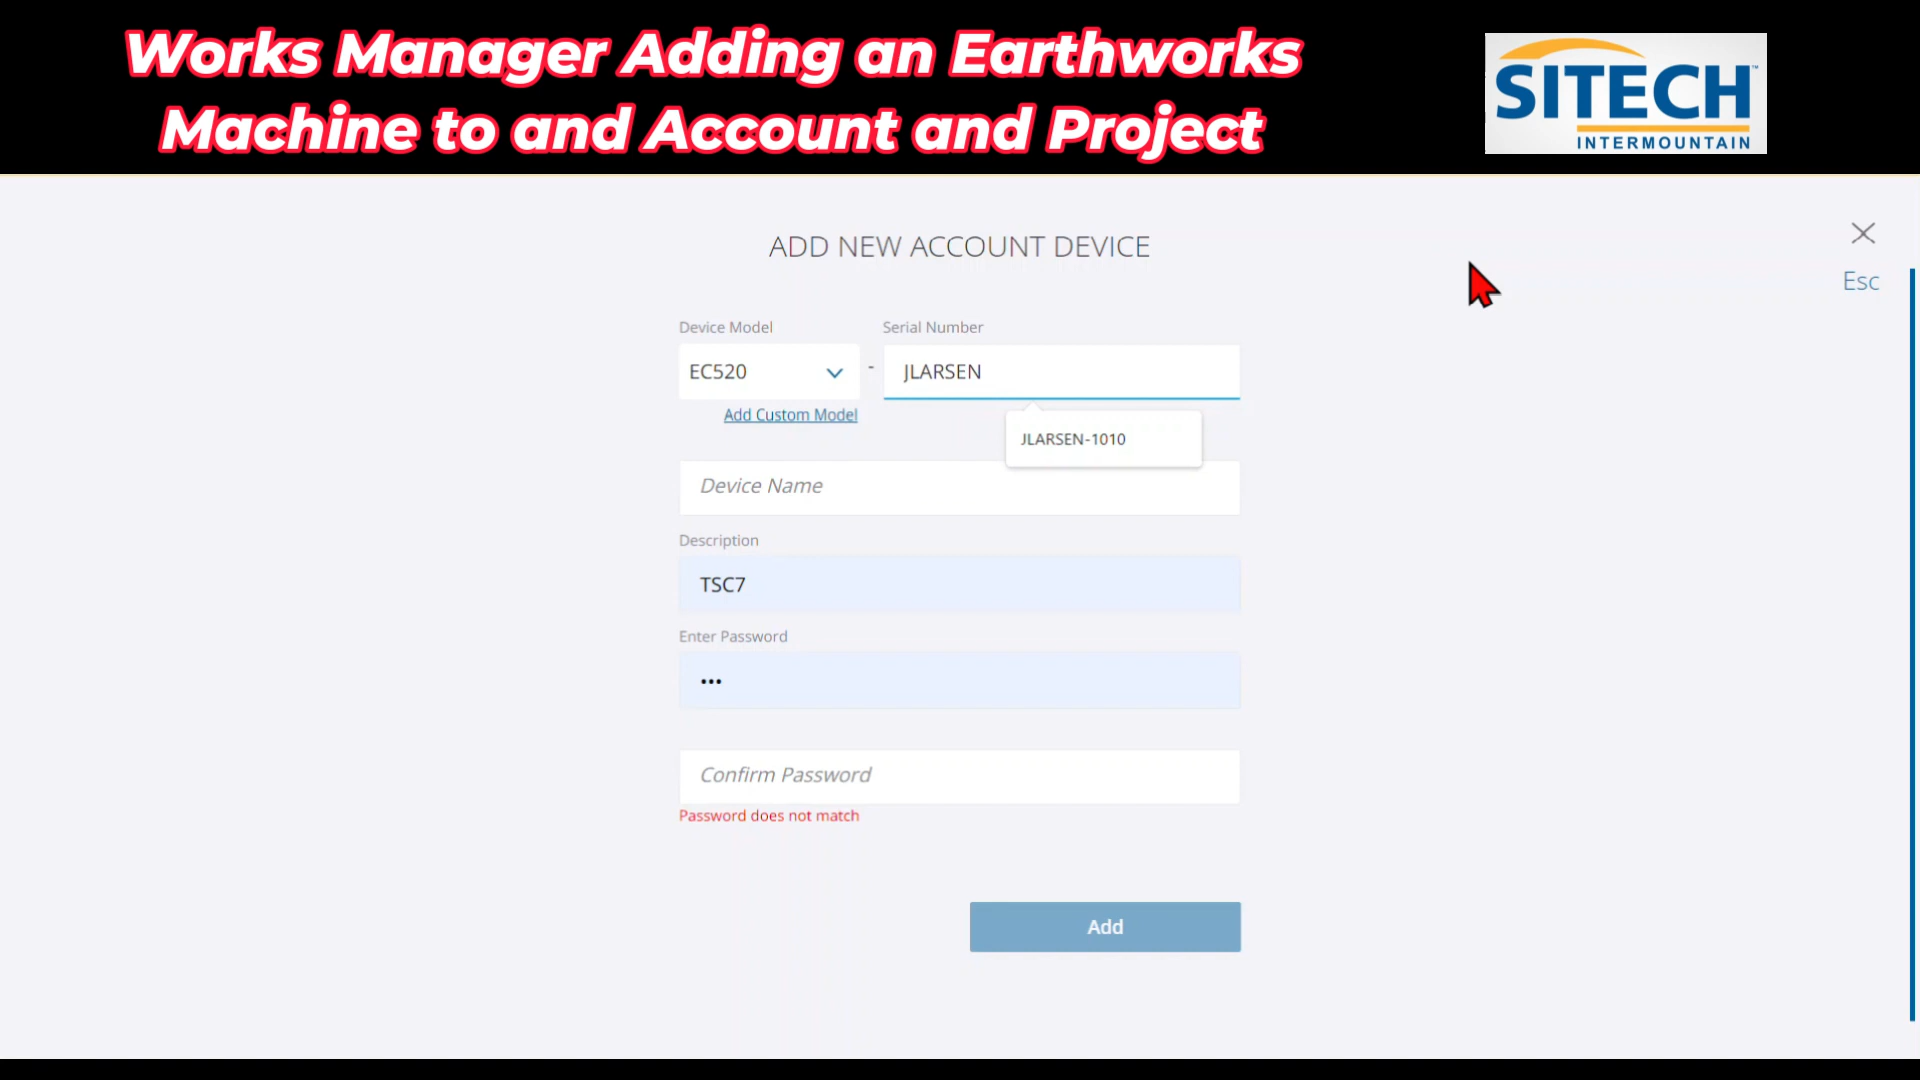 Works Manager Adding an Earthworks
Machine to and Account and Project
SITECH™
INTERMOUNTAIN
ADD NEW ACCOUNT DEVICE
Esc
Device Model
Serial Number
EC520
-
JLARSEN
Add Custom Model
JLARSEN-1010
Device Name
Description
TSC7
Enter Password
•••
Confirm Password
Password does not match
Add